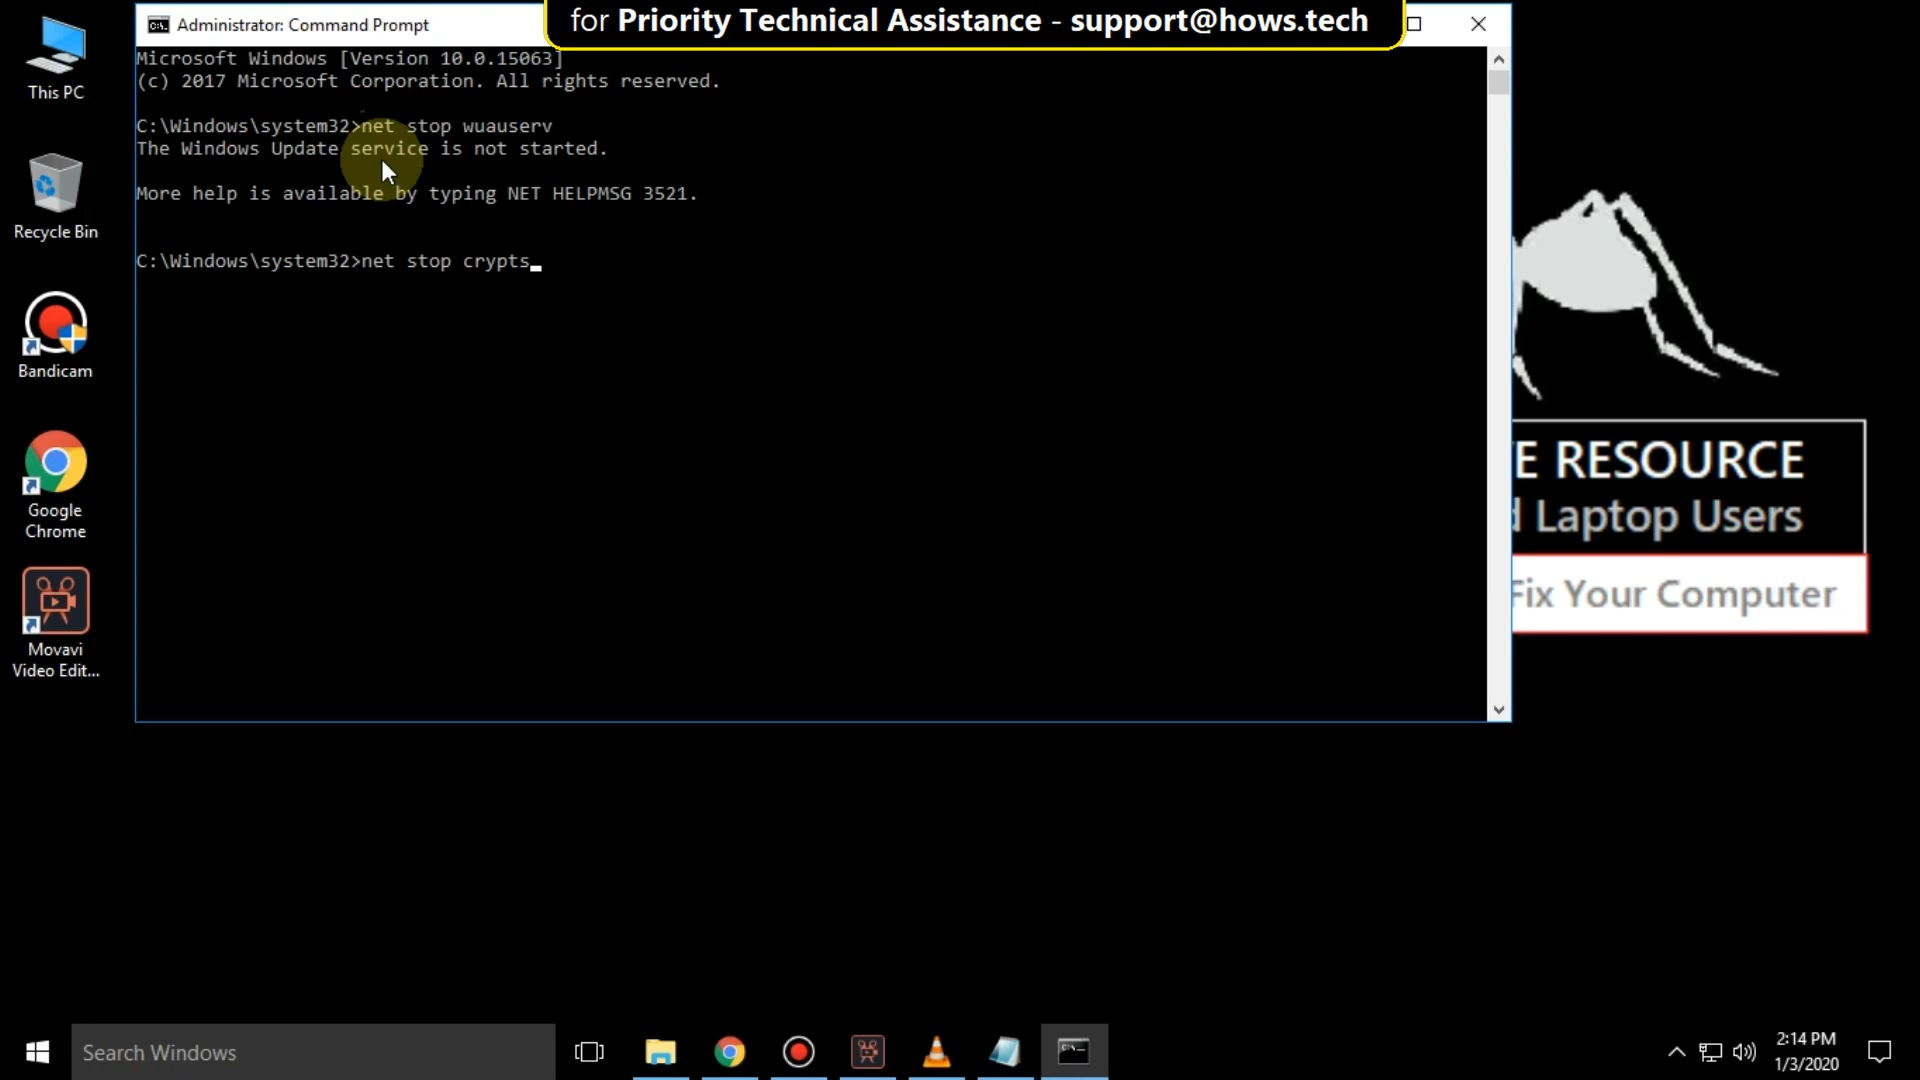 for Priority Technical Assistance - support@hows.tech
Administrator: Command Prompt
Microsoft Windows [Version 10.0.15063]
(c) 2017 Microsoft Corporation. All rights reserved.
C:\Windows\system32>net stop wuauserv
The Windows Update service is not started.
More help is available by typing NET HELPMSG 3521.
C:\Windows\system32>net stop crypts
This PC
Recycle Bin
Bandicam
Google
Chrome
Movavi
Video Edit...
RESOURCE
Laptop Users
Fix Your Computer
Search Windows
2:14 PM
1/3/2020